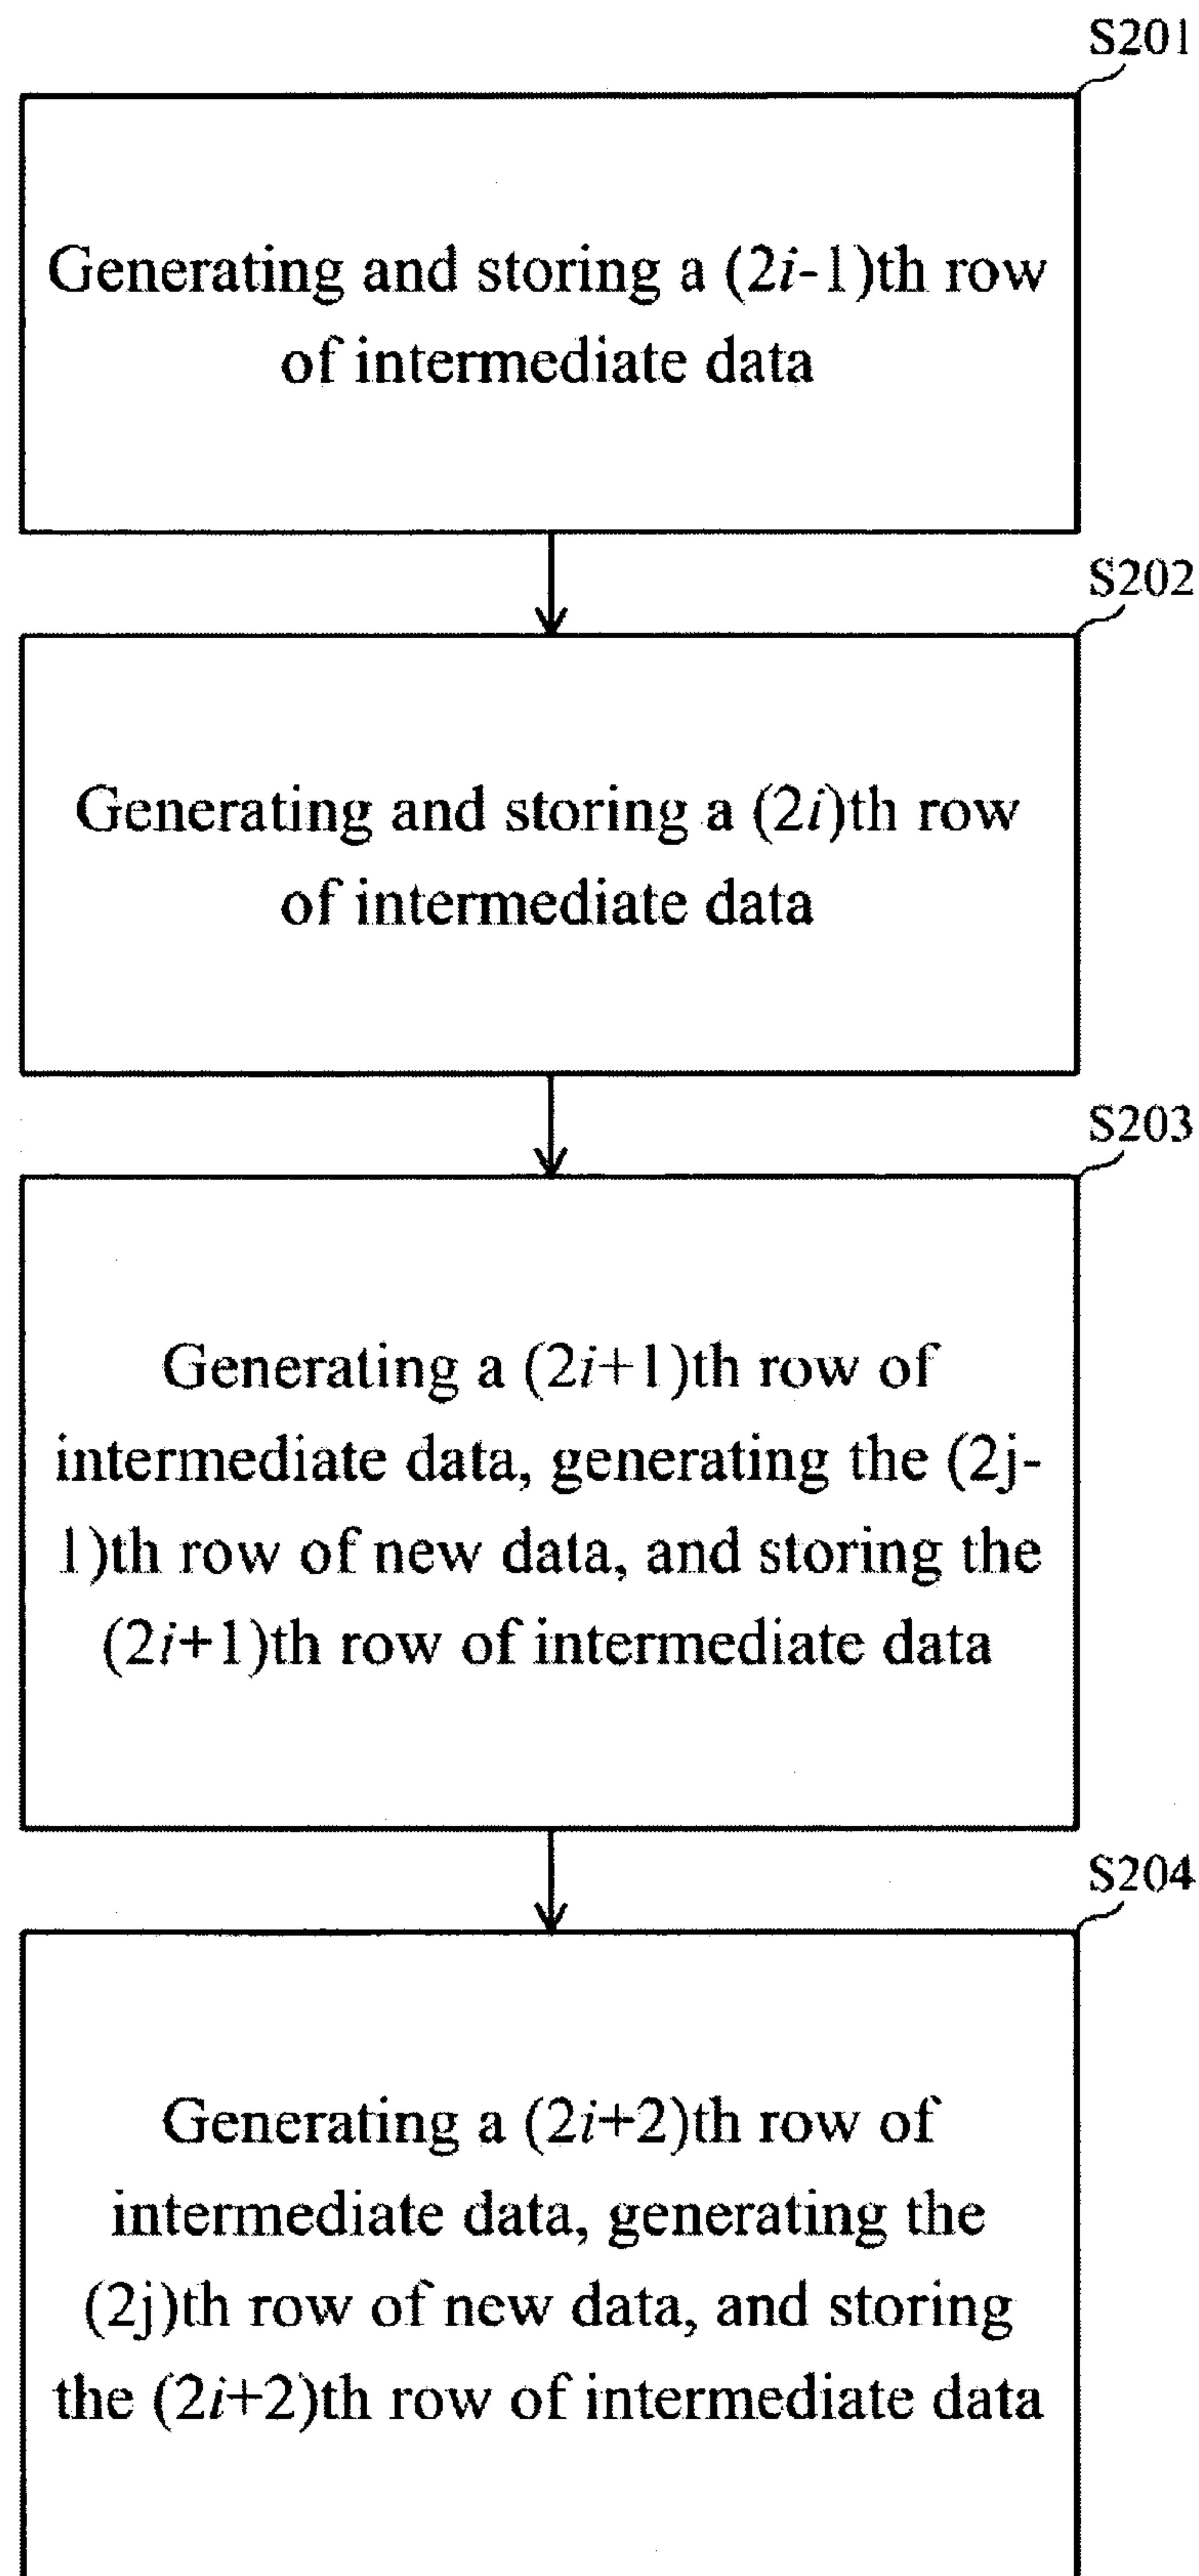 S201
Generating and storing a (2i-1)th row
of intermediate data
S202
Generating and storing a (2i)th row
of intermediate data
S203
Generating a (2i+1)th row of
intermediate data, generating the (2j-
1)th row of new data, and storing the
(2i+1)th row of intermediate data
S204
Generating a (2i+2)th row of
intermediate data, generating the
(2j)th row of new data, and storing
the (2i+2)th row of intermediate data